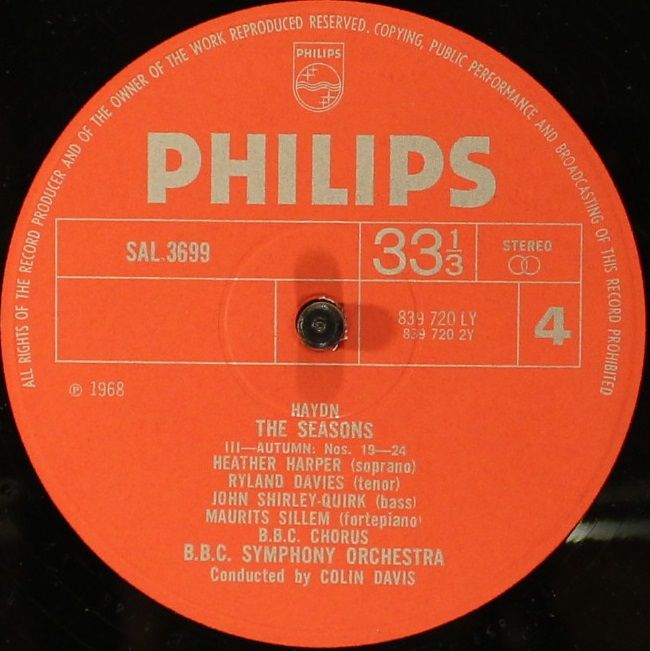 ALL RIGHTS OF THE RECORD PRODUCER AND OF THE OWNER OF THE WORK REPRODUCED RESERVED. COPYING, PUBLIC PERFORMANCE AND BROADCASTING OF THIS RECORD PROHIBITED
PHILIPS
PHILIPS
SAL 3699
33 1/3
STEREO
839 720 LY
839 720 2Y
4
℗ 1968
HAYDN
THE SEASONS
III—AUTUMN: Nos. 19—24
HEATHER HARPER (soprano)
RYLAND DAVIES (tenor)
JOHN SHIRLEY-QUIRK (bass)
MAURITS SILLEM (fortepiano)
B.B.C. CHORUS
B.B.C. SYMPHONY ORCHESTRA
Conducted by COLIN DAVIS